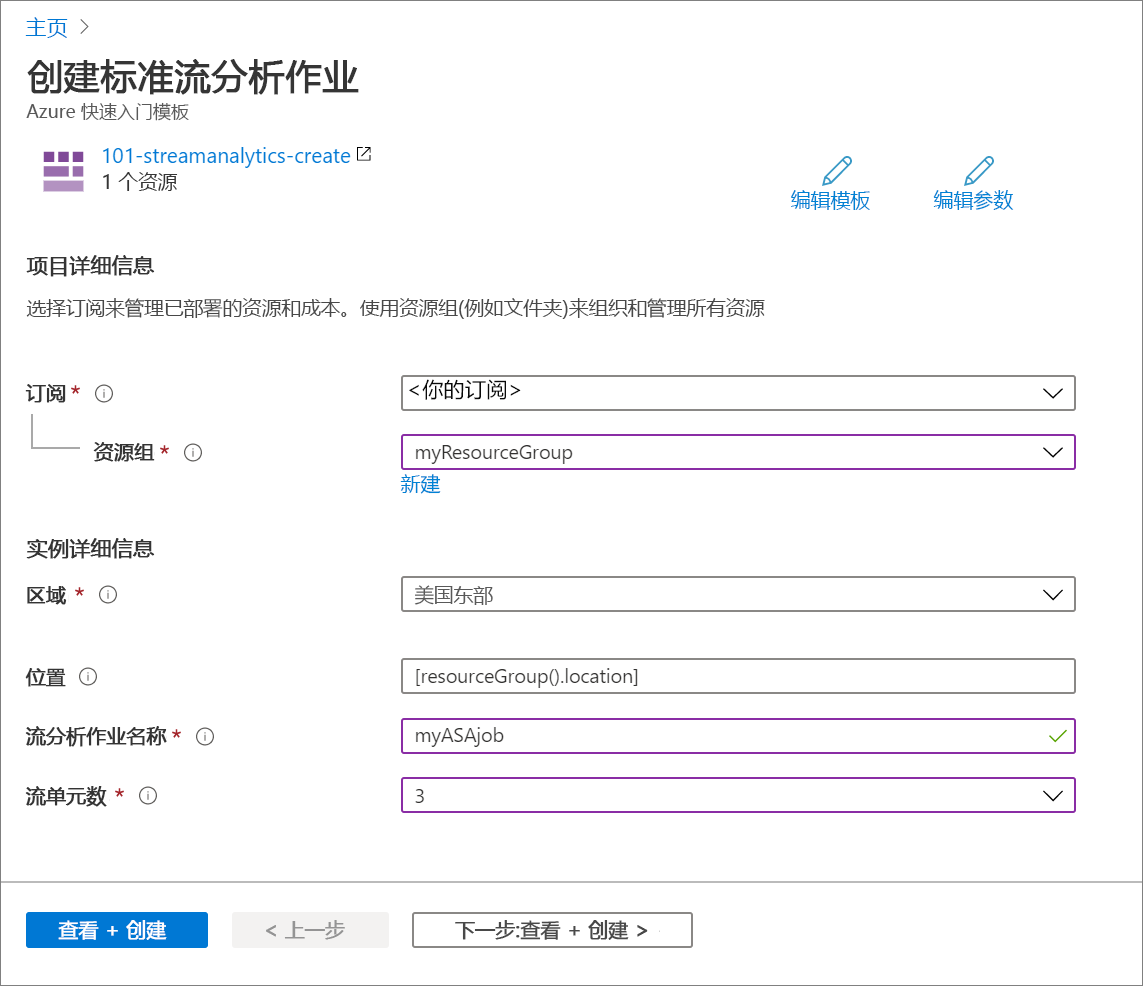 主页 >
创建标准流分析作业
Azure 快速入门模板
101-streamanalytics-create
1 个资源
编辑模板
编辑参数
项目详细信息
选择订阅来管理已部署的资源和成本。使用资源组(例如文件夹)来组织和管理所有资源
订阅 *
<你的订阅>
资源组 *
myResourceGroup
新建
实例详细信息
区域 *
美国东部
位置
[resourceGroup().location]
流分析作业名称 *
myASAjob
流单元数 *
3
查看 + 创建
< 上一步
下一步:查看 + 创建 >